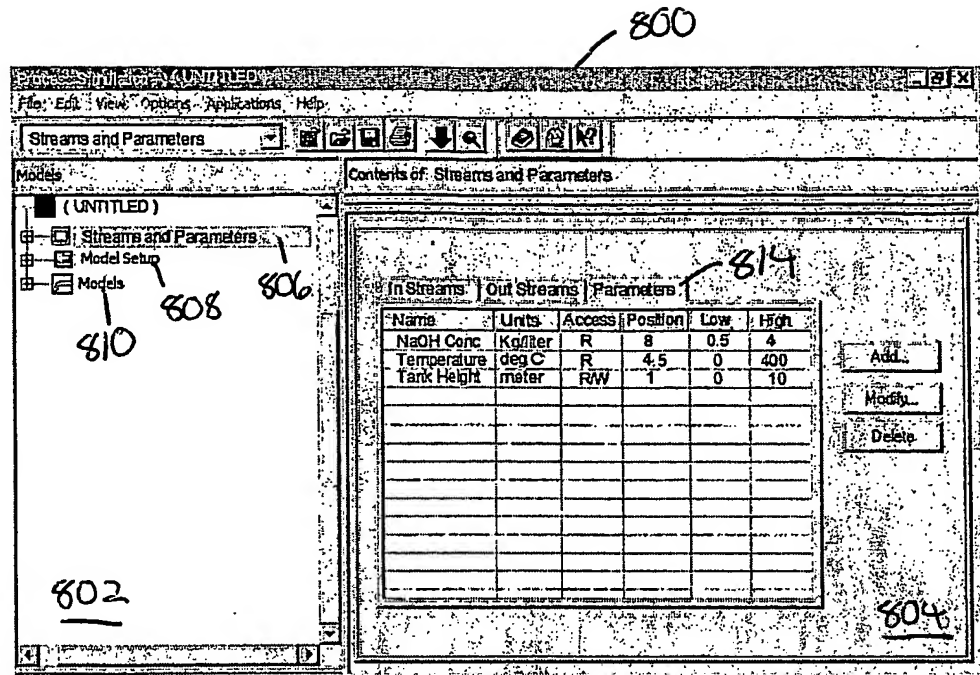 800
Process Simulator - (UNTITLED)
File Edit View Options Applications Help
Streams and Parameters
Models
Contents of: Streams and Parameters
(UNTITLED)
Streams and Parameters
Model Setup
Models
806
808
810
814
In Streams Out Streams Parameters
Name Units Access Position Low High
NaOH Conc Kg/liter R 8 0.5 4
Temperature deg C R 4.5 0 400
Tank Height meter R/W 1 0 10
Add...
Modify...
Delete
802
804